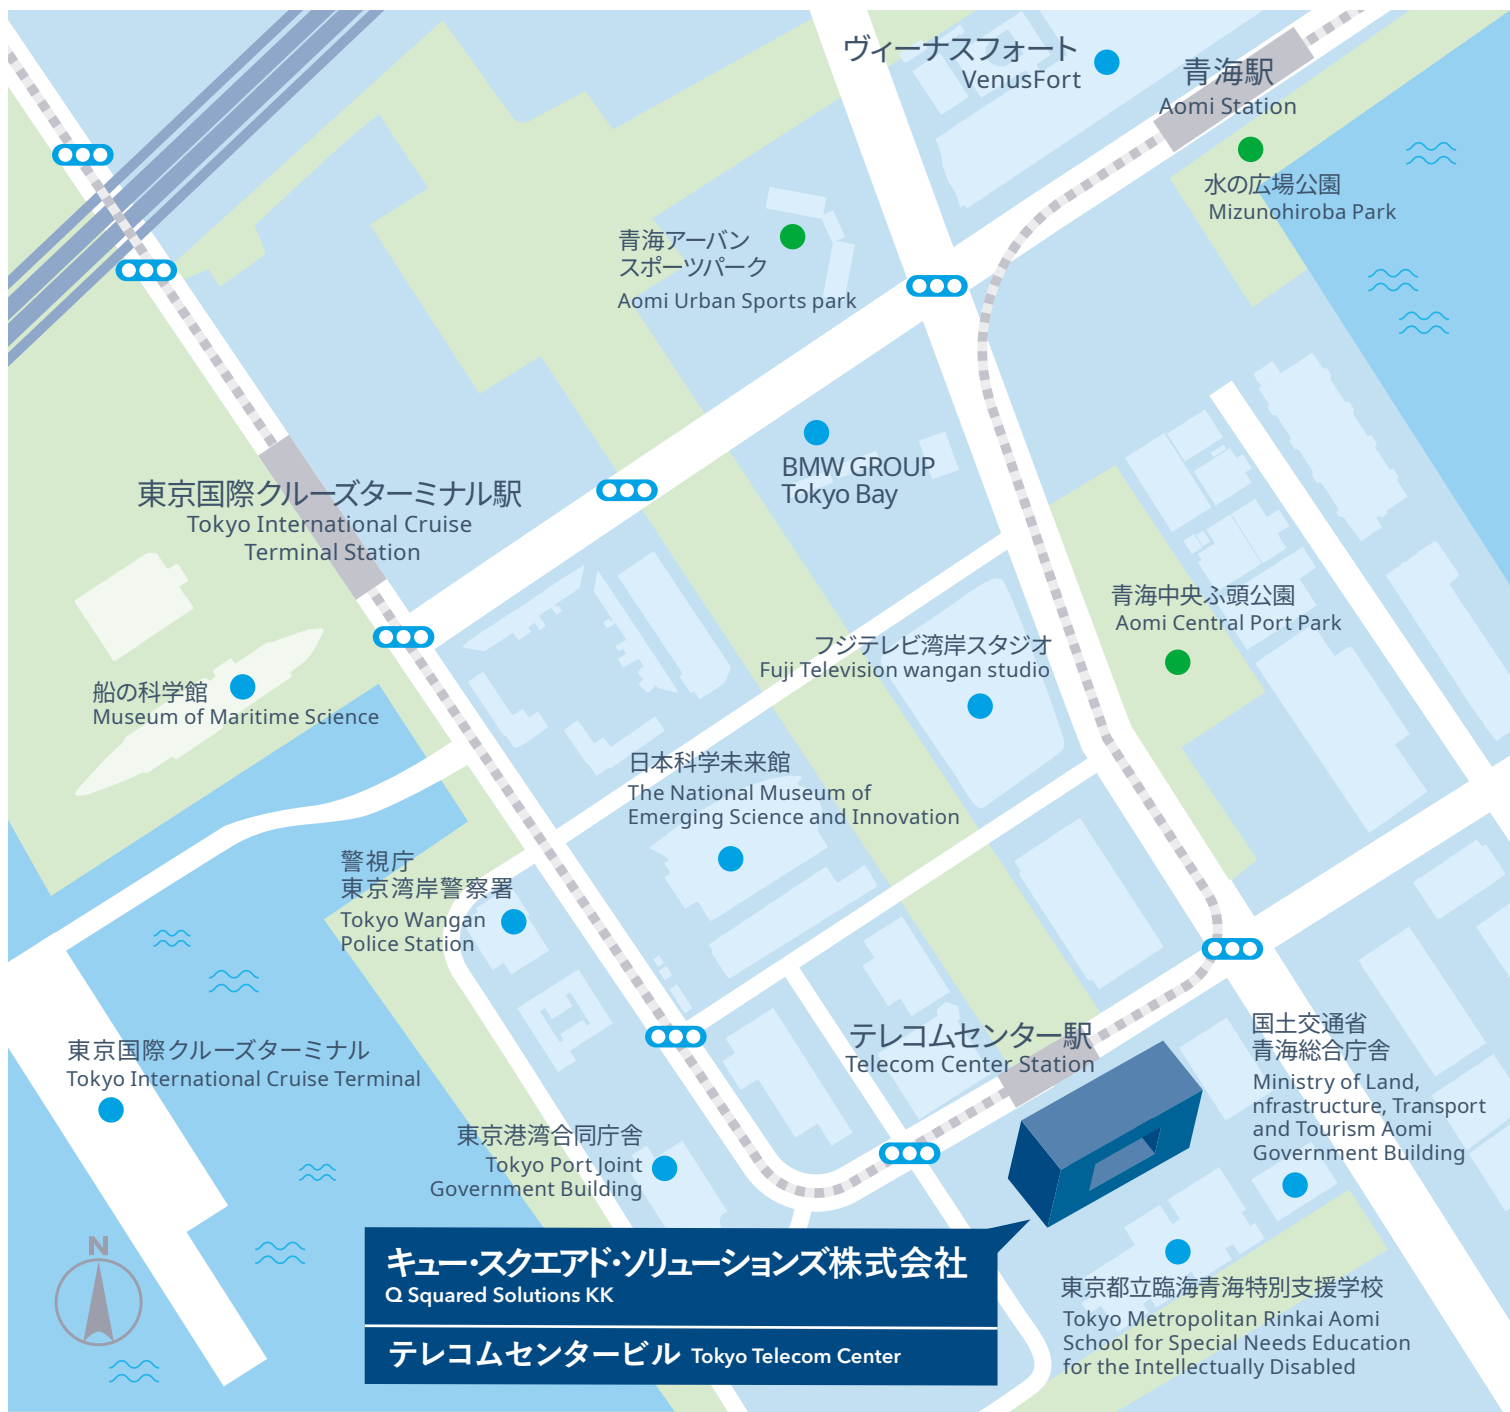 ヴィーナスフォート
VenusFort
青海駅
Aomi Station
水の広場公園
Mizunohiroba Park
青海アーバン
スポーツパーク
Aomi Urban Sports park
BMW GROUP
Tokyo Bay
東京国際クルーズターミナル駅
Tokyo International Cruise
Terminal Station
青海中央ふ頭公園
Aomi Central Port Park
フジテレビ湾岸スタジオ
Fuji Television wangan studio
船の科学館
Museum of Maritime Science
日本科学未来館
The National Museum of
Emerging Science and Innovation
警視庁
東京湾岸警察署
Tokyo Wangan
Police Station
テレコムセンター駅
Telecom Center Station
国土交通省
青海総合庁舎
Ministry of Land,
nfrastructure, Transport
and Tourism Aomi
Government Building
東京国際クルーズターミナル
Tokyo International Cruise Terminal
東京港湾合同庁舎
Tokyo Port Joint
Government Building
N
キュー・スクエアド・ソリューションズ株式会社
Q Squared Solutions KK
テレコムセンタービル Tokyo Telecom Center
東京都立臨海青海特別支援学校
Tokyo Metropolitan Rinkai Aomi
School for Special Needs Education
for the Intellectually Disabled